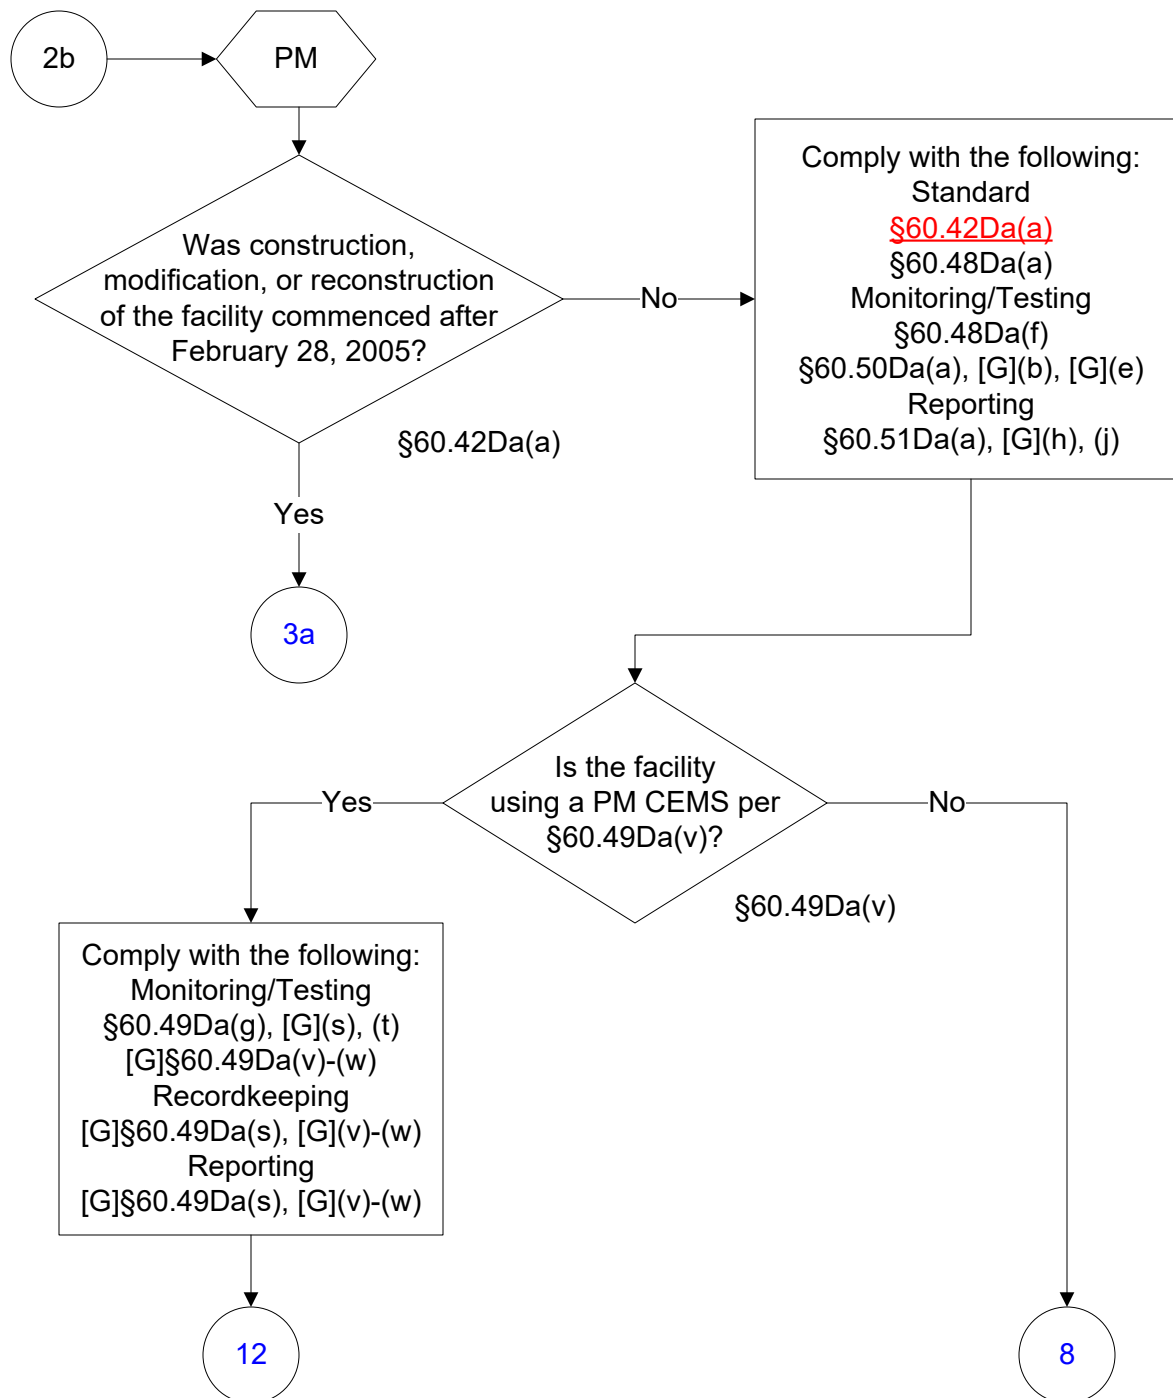 2b
PM
Was construction,
modification, or reconstruction
of the facility commenced after
February 28, 2005?
§60.42Da(a)
No
Comply with the following:
Standard
§60.42Da(a)
§60.48Da(a)
Monitoring/Testing
§60.48Da(f)
§60.50Da(a), [G](b), [G](e)
Reporting
§60.51Da(a), [G](h), (j)
Yes
3a
Is the facility
using a PM CEMS per
§60.49Da(v)?
§60.49Da(v)
Yes
No
Comply with the following:
Monitoring/Testing
§60.49Da(g), [G](s), (t)
[G]§60.49Da(v)-(w)
Recordkeeping
[G]§60.49Da(s), [G](v)-(w)
Reporting
[G]§60.49Da(s), [G](v)-(w)
12
8